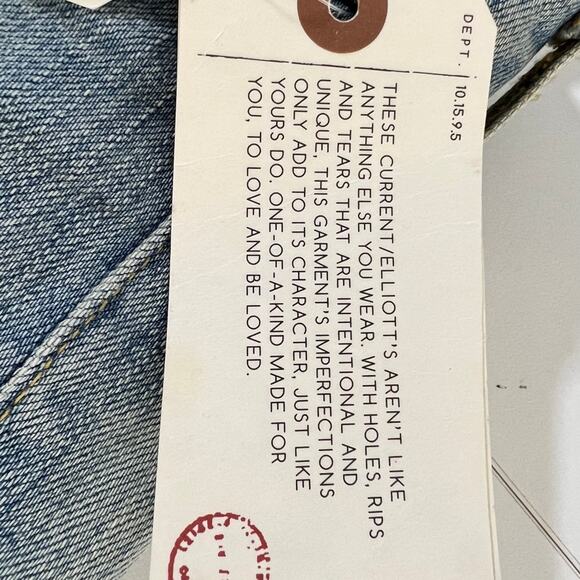 DEPT. 10.15.9.5
THESE CURRENT/ELLIOTT'S AREN'T LIKE
ANYTHING ELSE YOU WEAR. WITH HOLES, RIPS
AND TEARS THAT ARE INTENTIONAL AND
UNIQUE, THIS GARMENT'S IMPERFECTIONS
ONLY ADD TO ITS CHARACTER, JUST LIKE
YOURS DO. ONE-OF-A-KIND MADE FOR
YOU, TO LOVE AND BE LOVED.